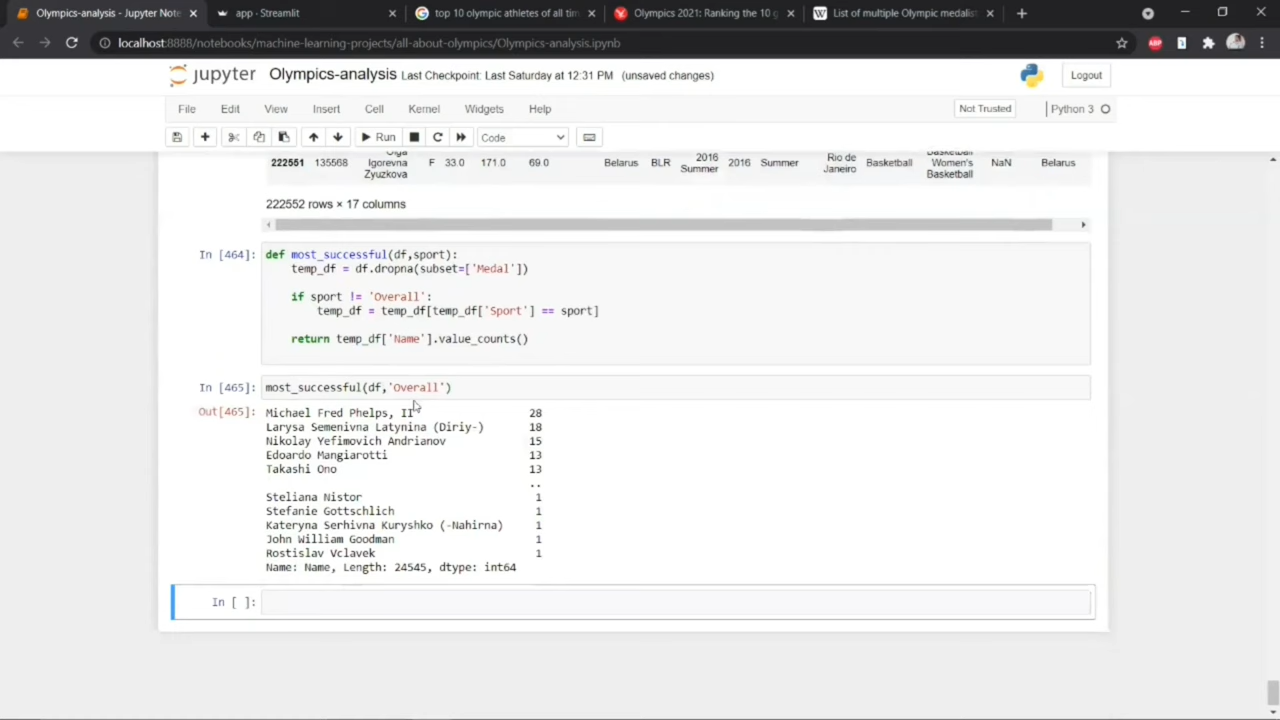 Olympics-analysis - Jupyter Note
app · Streamlit
top 10 olympic athletes of all tim
Olympics 2021: Ranking the 10 g
List of multiple Olympic medalis
localhost:8888/notebooks/machine-learning-projects/all-about-olympics/Olympics-analysis.ipynb
ABP
jupyter Olympics-analysis Last Checkpoint: Last Saturday at 12:31 PM (unsaved changes)
Logout
File Edit View Insert Cell Kernel Widgets Help
Not Trusted
Python 3
Run
Code
222551 135568 Olga Igorevna Zyuzkova F 33.0 171.0 69.0 Belarus BLR 2016 Summer 2016 Summer Rio de Janeiro Basketball Basketball Women's Basketball NaN Belarus
222552 rows × 17 columns
In [464]: def most_successful(df,sport):
temp_df = df.dropna(subset=['Medal'])
if sport != 'Overall':
temp_df = temp_df[temp_df['Sport'] == sport]
return temp_df['Name'].value_counts()
In [465]: most_successful(df,'Overall')
Out[465]: Michael Fred Phelps, II 28
Larysa Semenivna Latynina (Diriy-) 18
Nikolay Yefimovich Andrianov 15
Edoardo Mangiarotti 13
Takashi Ono 13
..
Steliana Nistor 1
Stefanie Gottschlich 1
Kateryna Serhivna Kuryshko (-Nahirna) 1
John William Goodman 1
Rostislav Vclavek 1
Name: Name, Length: 24545, dtype: int64
In [ ]: